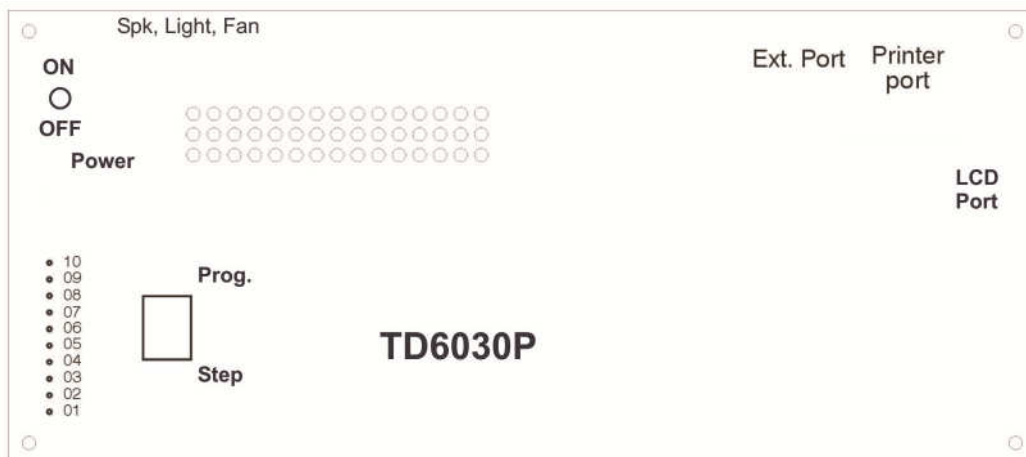 Spk, Light, Fan
Ext. Port
Printer
port
ON
OFF
Power
LCD
Port
10
09
08
07
06
05
04
03
02
01
Prog.
Step
TD6030P